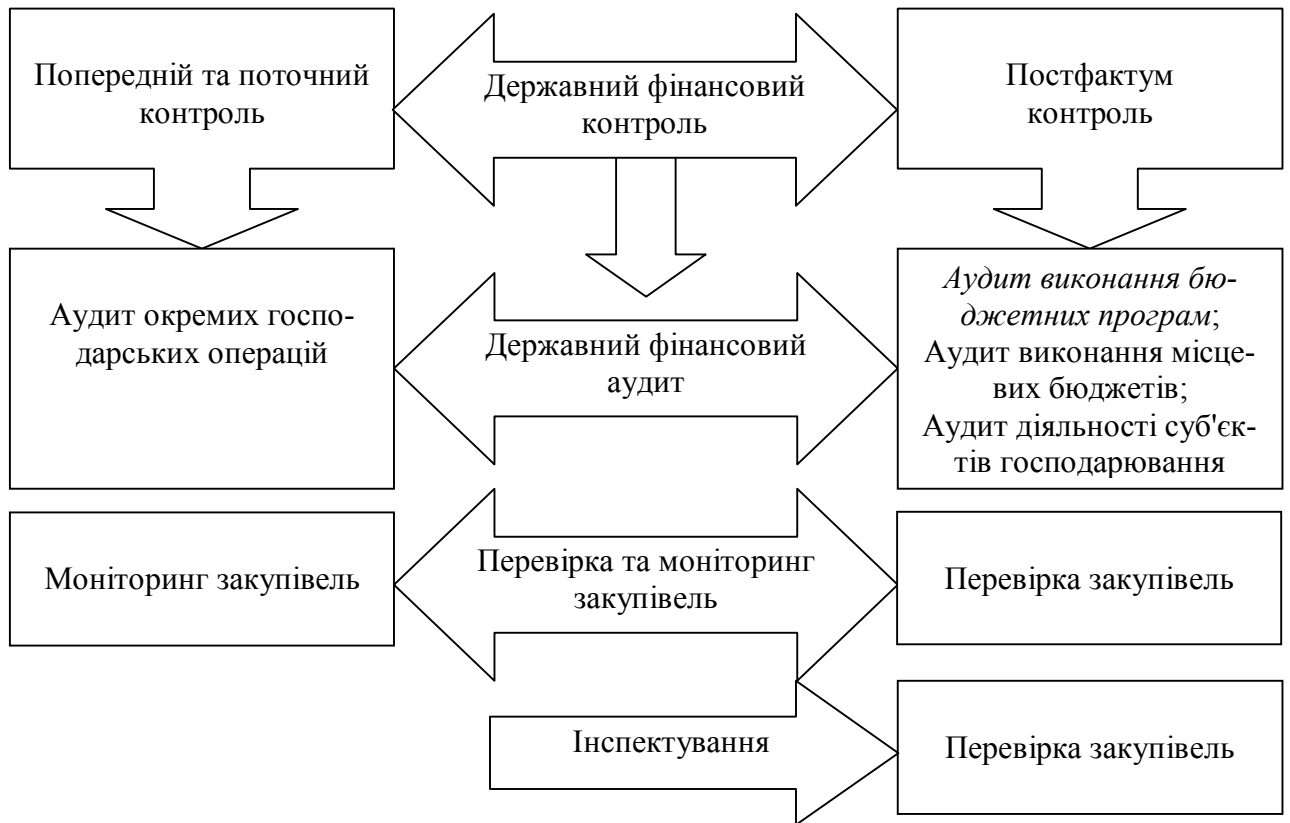 Попередній та поточний
контроль
Державний фінансовий
контроль
Постфактум
контроль
Аудит окремих госпо-
дарських операцій
Державний фінансовий
аудит
Аудит виконання бю-
джетних програм;
Аудит виконання місце-
вих бюджетів;
Аудит діяльності суб'єк-
тів господарювання
Моніторинг закупівель
Перевірка та моніторинг
закупівель
Перевірка закупівель
Інспектування
Перевірка закупівель